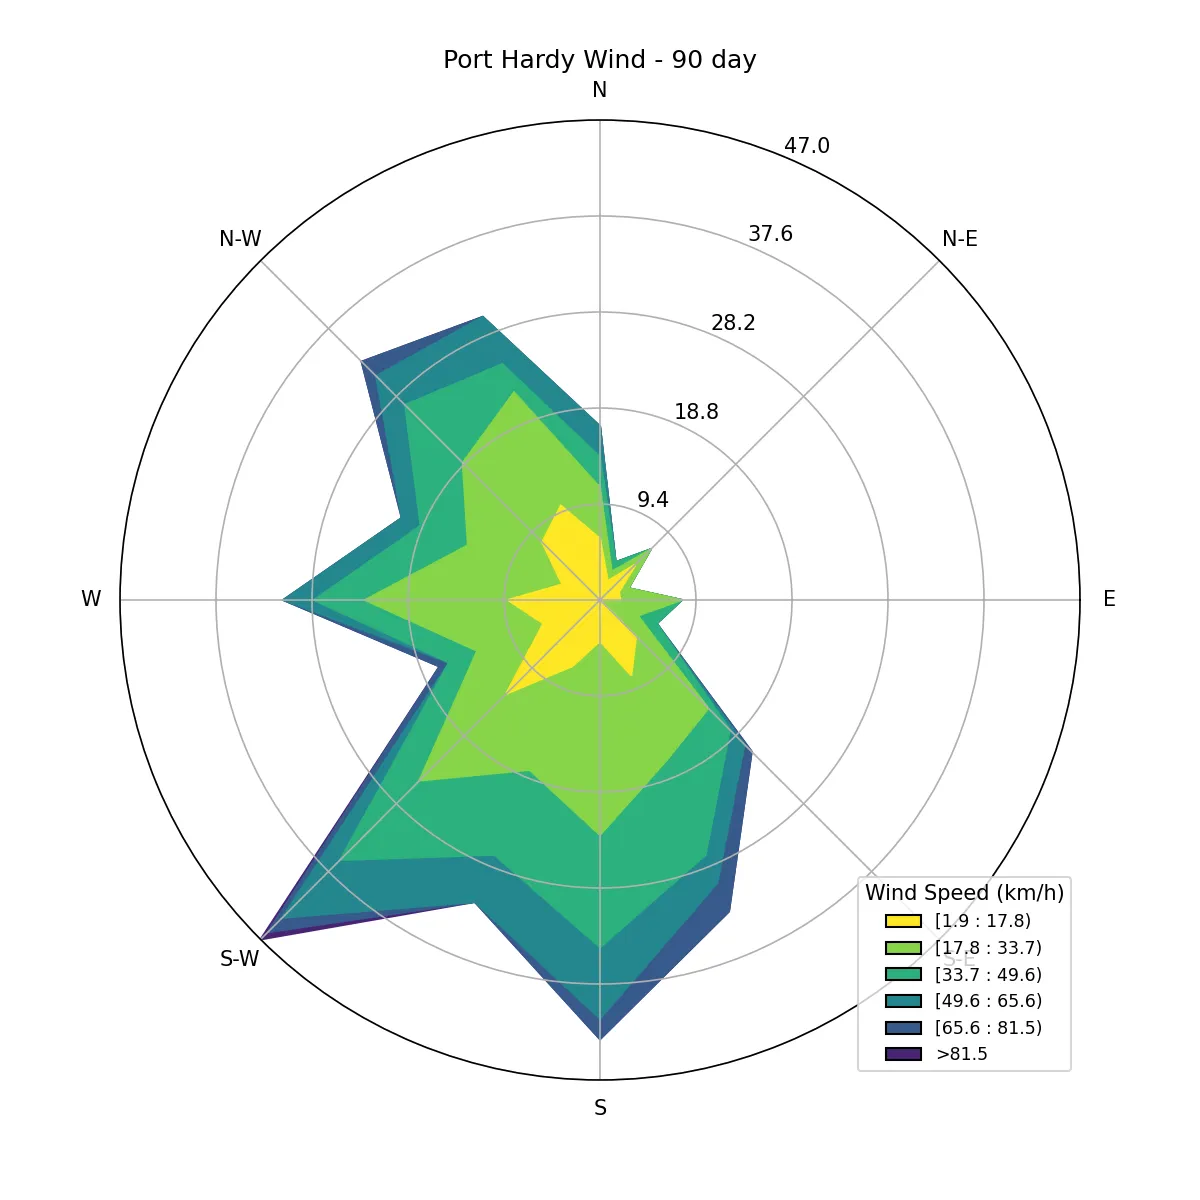 Port Hardy Wind - 90 day
N
47.0
37.6
N-W
N-E
28.2
18.8
9.4
W
E
Wind Speed (km/h)
[1.9 : 17.8)
[17.8 : 33.7)
S-W
S-E
[33.7 : 49.6)
[49.6 : 65.6)
[65.6 : 81.5)
>81.5
S